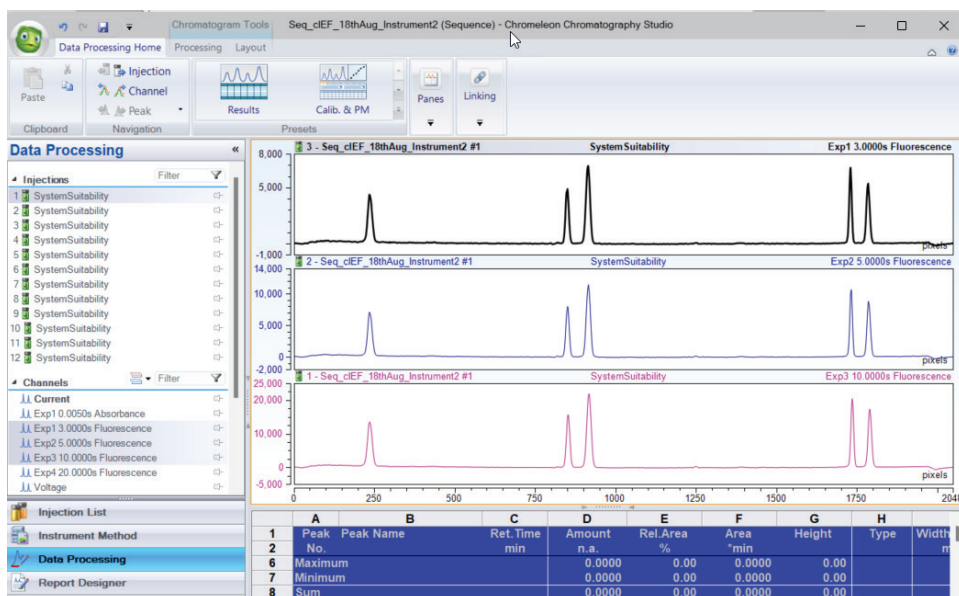 Chromatogram Tools
Seq_cIEF_18thAug_Instrument2 (Sequence) - Chromeleon Chromatography Studio
Data Processing Home Processing Layout
Paste
Injection
Channel
Peak
Results
Calib. & PM
Panes
Linking
Clipboard Navigation Presets
Data Processing «
Injections Filter
1 SystemSuitability
2 SystemSuitability
3 SystemSuitability
4 SystemSuitability
5 SystemSuitability
6 SystemSuitability
7 SystemSuitability
8 SystemSuitability
9 SystemSuitability
10 SystemSuitability
11 SystemSuitability
12 SystemSuitability
Channels Filter
Current
Exp1 0.0050s Absorbance
Exp1 3.0000s Fluorescence
Exp2 5.0000s Fluorescence
Exp3 10.0000s Fluorescence
Exp4 20.0000s Fluorescence
Voltage
Injection List
Instrument Method
Data Processing
Report Designer
3 - Seq_cIEF_18thAug_Instrument2 #1 SystemSuitability Exp1 3.0000s Fluorescence
8,000
5,000
-1,000
pixels
2 - Seq_cIEF_18thAug_Instrument2 #1 SystemSuitability Exp2 5.0000s Fluorescence
14,000
10,000
5,000
0
-2,000
pixels
1 - Seq_cIEF_18thAug_Instrument2 #1 SystemSuitability Exp3 10.0000s Fluorescence
25,000
20,000
10,000
0
-5,000
pixels
0 250 500 750 1000 1250 1500 1750 2048
A B C D E F G H
1 Peak Peak Name Ret.Time Amount Rel.Area Area Height Type Width
2 No. min n.a. % *min m
6 Maximum 0.0000 0.00 0.0000 0.00
7 Minimum 0.0000 0.00 0.0000 0.00
8 Sum 0.0000 0.00 0.0000 0.00